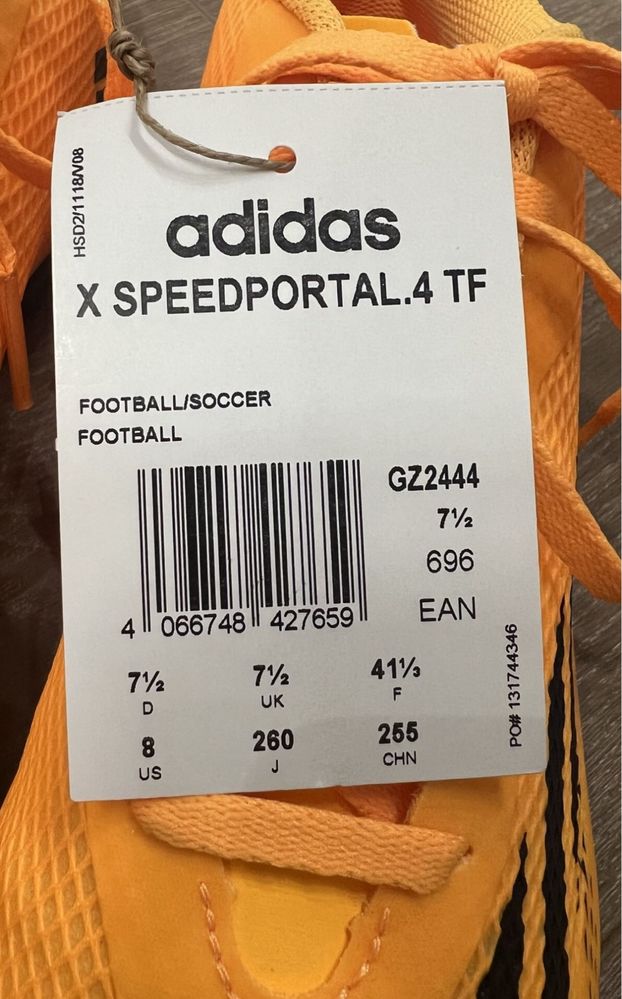 HSD2/1118/V08
adidas
X SPEEDPORTAL.4 TF
FOOTBALL/SOCCER
FOOTBALL
GZ2444
7½
696
EAN
4 066748 427659
7½ 7½ 41⅓
D UK F
8 260 255
US J CHN
PO# 131744346